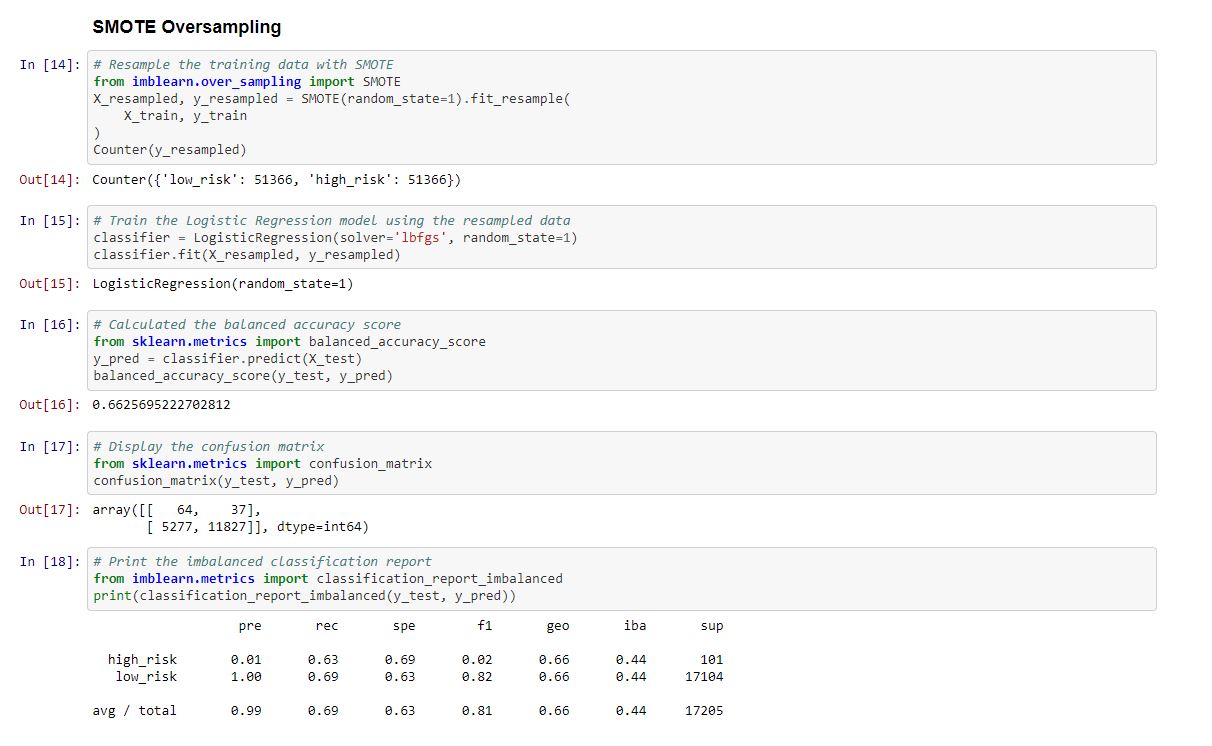 SMOTE Oversampling
In [14]: # Resample the training data with SMOTE
from imblearn.over_sampling import SMOTE
X_resampled, y_resampled = SMOTE(random_state=1).fit_resample(
    X_train, y_train
)
Counter(y_resampled)
Out[14]: Counter({'low_risk': 51366, 'high_risk': 51366})
In [15]: # Train the Logistic Regression model using the resampled data
classifier = LogisticRegression(solver='lbfgs', random_state=1)
classifier.fit(X_resampled, y_resampled)
Out[15]: LogisticRegression(random_state=1)
In [16]: # Calculated the balanced accuracy score
from sklearn.metrics import balanced_accuracy_score
y_pred = classifier.predict(X_test)
balanced_accuracy_score(y_test, y_pred)
Out[16]: 0.6625695222702812
In [17]: # Display the confusion matrix
from sklearn.metrics import confusion_matrix
confusion_matrix(y_test, y_pred)
Out[17]: array([[   64,    37],
       [ 5277, 11827]], dtype=int64)
In [18]: # Print the imbalanced classification report
from imblearn.metrics import classification_report_imbalanced
print(classification_report_imbalanced(y_test, y_pred))
pre rec spe f1 geo iba sup
high_risk 0.01 0.63 0.69 0.02 0.66 0.44 101
low_risk 1.00 0.69 0.63 0.82 0.66 0.44 17104
avg / total 0.99 0.69 0.63 0.81 0.66 0.44 17205